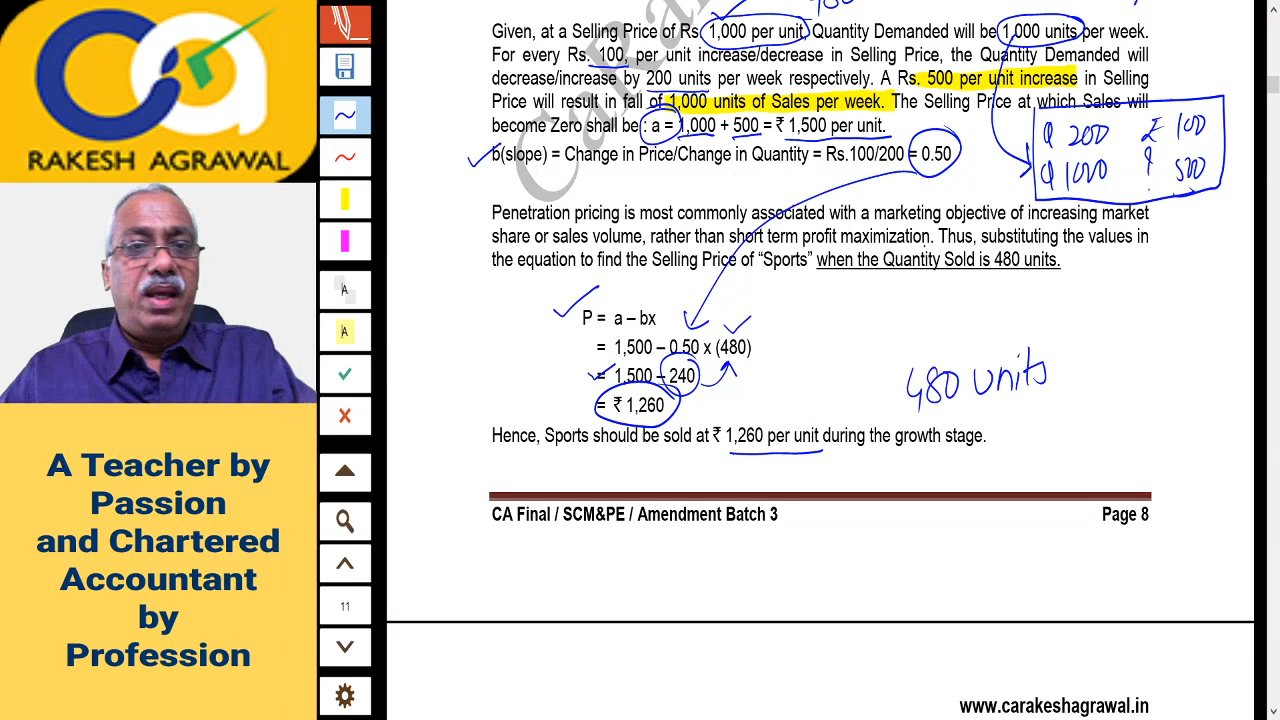 RAKESH AGRAWAL
A Teacher by
Passion
and Chartered
Accountant
by
Profession
A
A
11
480
Given, at a Selling Price of Rs. 1,000 per unit, Quantity Demanded will be 1,000 units per week.
For every Rs. 100, per unit increase/decrease in Selling Price, the Quantity Demanded will
decrease/increase by 200 units per week respectively. A Rs. 500 per unit increase in Selling
Price will result in fall of 1,000 units of Sales per week. The Selling Price at which Sales will
become Zero shall be : a = 1,000 + 500 = ₹ 1,500 per unit.
b(slope) = Change in Price/Change in Quantity = Rs.100/200 = 0.50
Q 200 ₹ 100
Q 1000 ₹ 500
Penetration pricing is most commonly associated with a marketing objective of increasing market
share or sales volume, rather than short term profit maximization. Thus, substituting the values in
the equation to find the Selling Price of “Sports” when the Quantity Sold is 480 units.
P = a – bx
= 1,500 – 0.50 x (480)
= 1,500 – 240
= ₹ 1,260
480 units
Hence, Sports should be sold at ₹ 1,260 per unit during the growth stage.
CA Final / SCM&PE / Amendment Batch 3 Page 8
www.carakeshagrawal.in